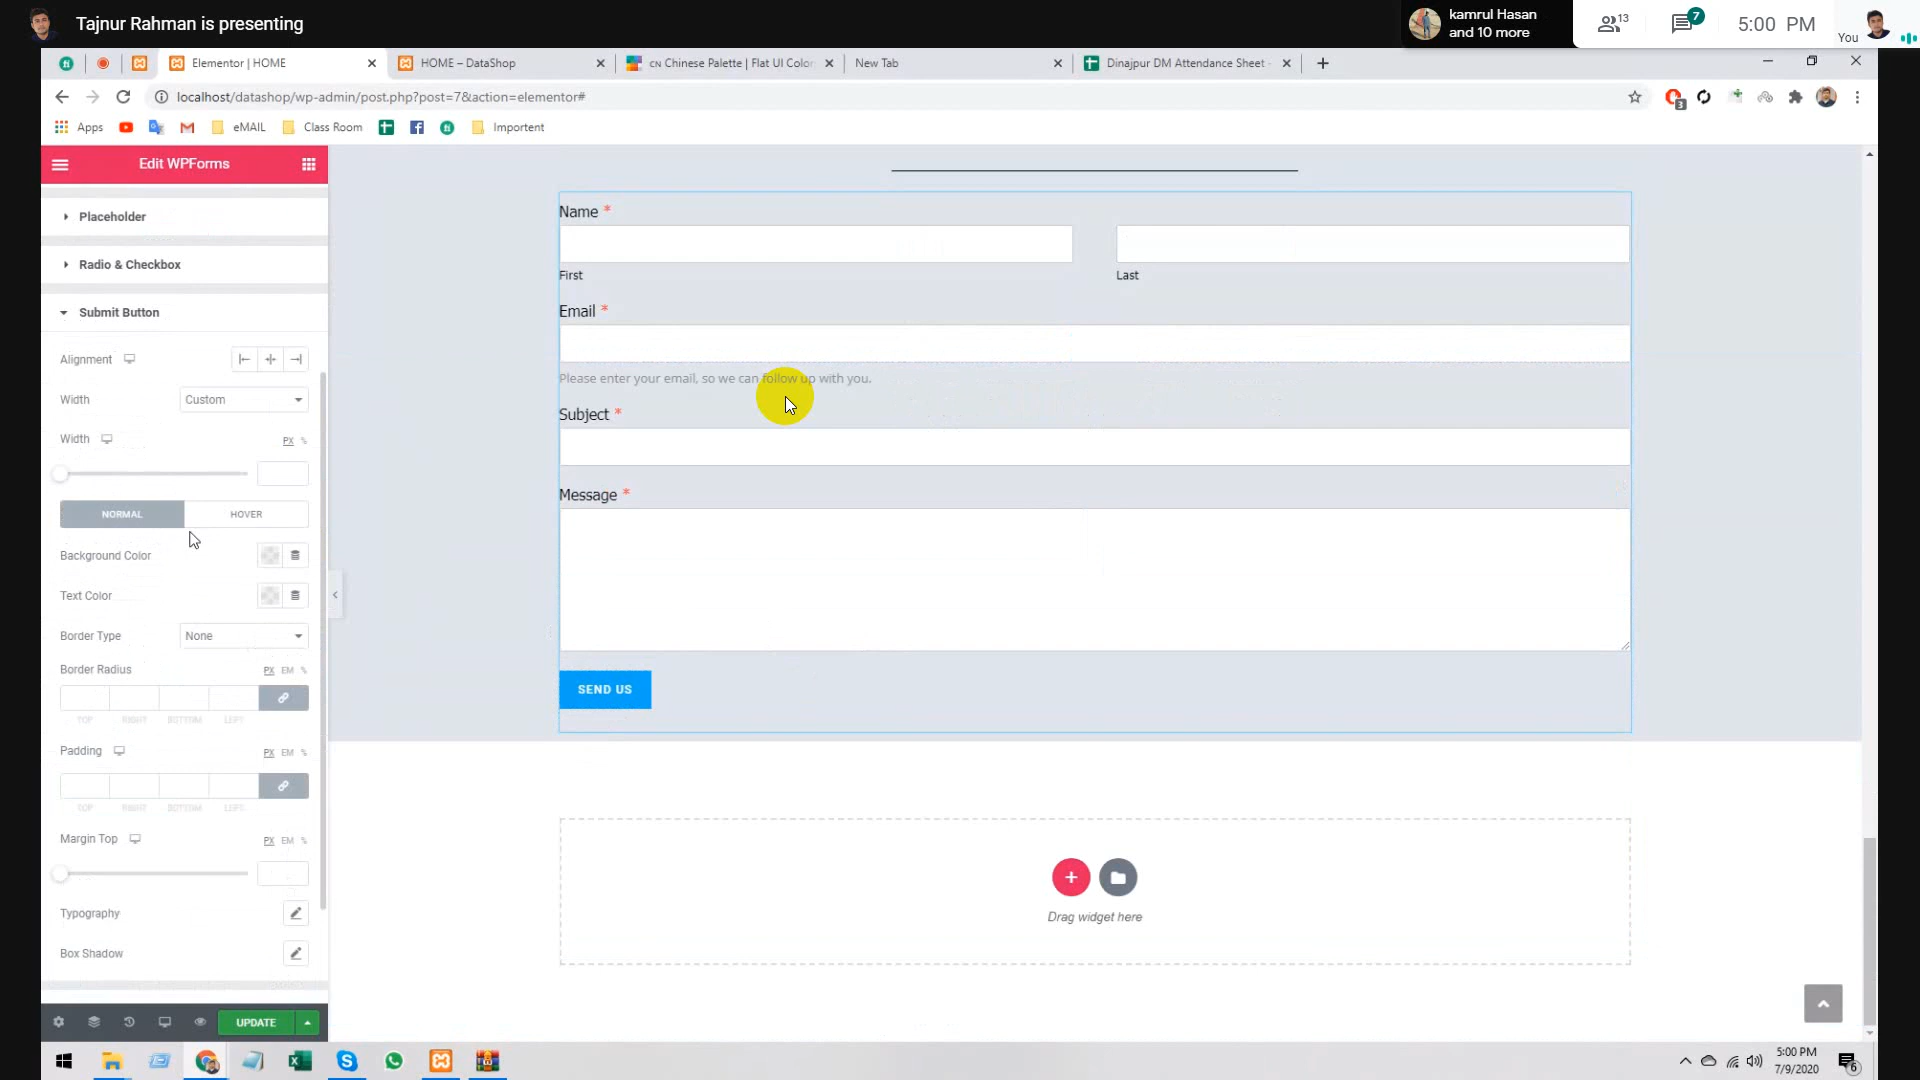 Tajnur Rahman is presenting
kamrul Hasan
and 10 more
13
7
5:00 PM
You
Elementor | HOME
HOME – DataShop
CN Chinese Palette | Flat UI Color
New Tab
Dinajpur DM Attendance Sheet -
localhost/datashop/wp-admin/post.php?post=7&action=elementor#
3
Apps
eMAIL
Class Room
Importent
Edit WPForms
Placeholder
Radio & Checkbox
Submit Button
Alignment
Width
Custom
Width
PX %
NORMAL
HOVER
Background Color
Text Color
Border Type
None
Border Radius
PX EM %
TOP RIGHT BOTTOM LEFT
Padding
PX EM %
TOP RIGHT BOTTOM LEFT
Margin Top
PX EM %
Typography
Box Shadow
UPDATE
Name *
First
Last
Email *
Please enter your email, so we can follow up with you.
Subject *
Message *
SEND US
Drag widget here
5:00 PM
7/9/2020
6